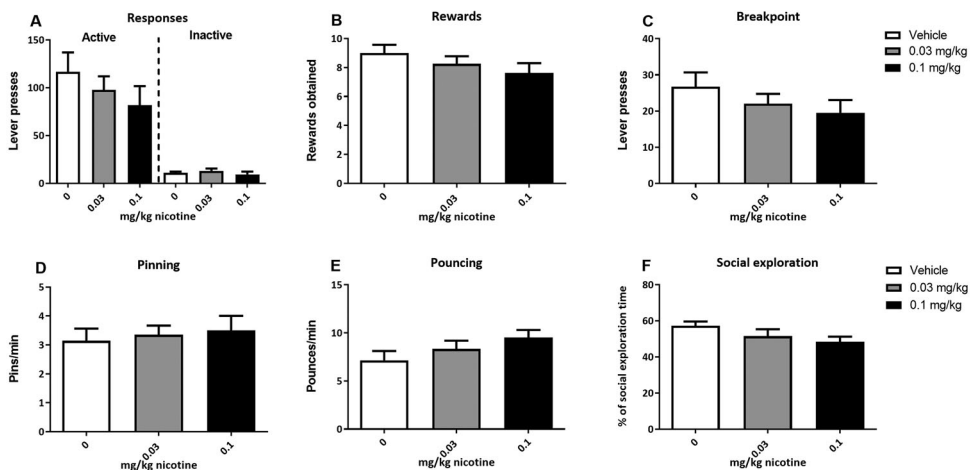 A
Responses
Active
Inactive
Lever presses
150
100
50
0
0
0.03
0.1
0
0.03
0.1
mg/kg nicotine
B
Rewards
Rewards obtained
10
8
6
4
2
0
0
0.03
0.1
mg/kg nicotine
C
Breakpoint
Lever presses
40
30
20
10
0
0
0.03
0.1
mg/kg nicotine
Vehicle
0.03 mg/kg
0.1 mg/kg
D
Pinning
Pins/min
5
4
3
2
1
0
0
0.03
0.1
mg/kg nicotine
E
Pouncing
Pounces/min
15
10
5
0
0
0.03
0.1
mg/kg nicotine
F
Social exploration
% of social exploration time
80
60
40
20
0
0
0.03
0.1
mg/kg nicotine
Vehicle
0.03 mg/kg
0.1 mg/kg